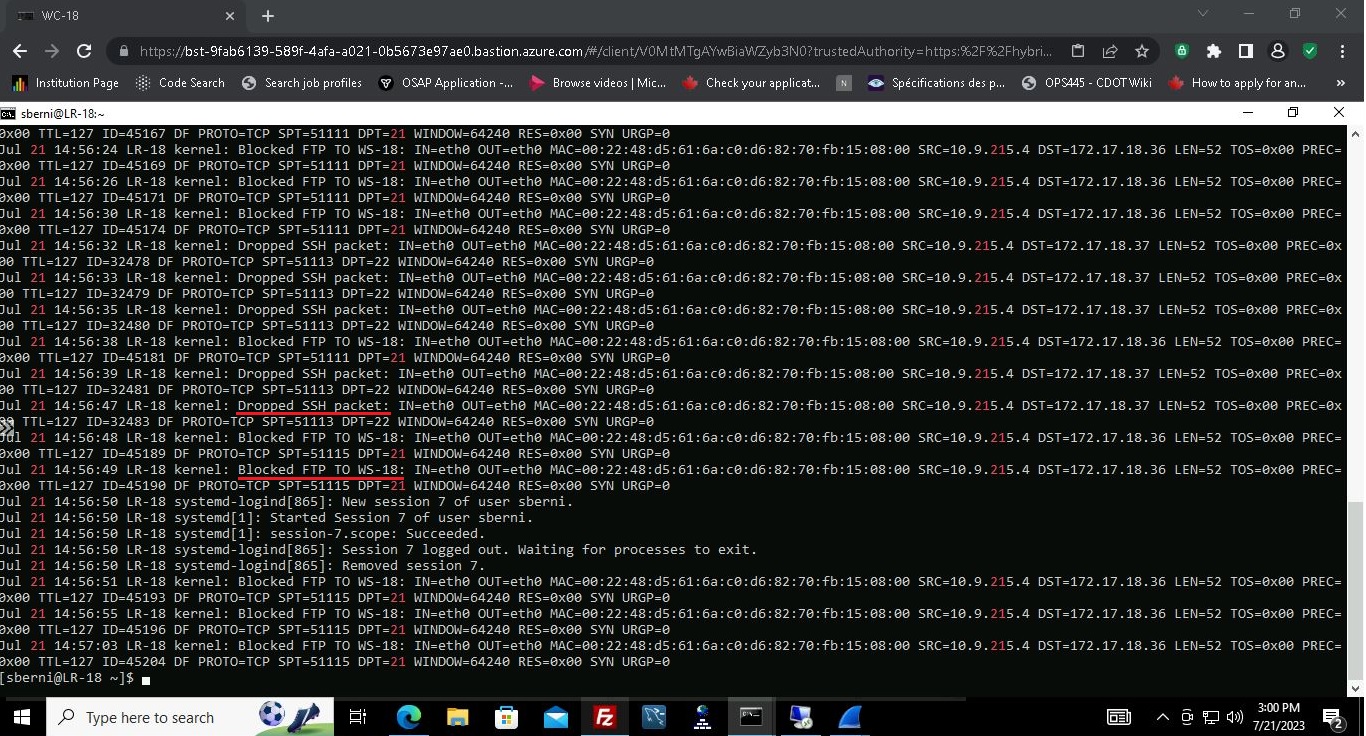 WC-18
https://bst-9fab6139-589f-4afa-a021-0b5673e97ae0.bastion.azure.com/#/client/V0MtMTgAYwBiaWZyb3N0?trustedAuthority=https:%2F%2Fhybri...
Institution Page Code Search Search job profiles OSAP Application -... Browse videos | Mic... Check your applicat... N Spécifications des p... OPS445 - CDOT Wiki How to apply for an... »
sberni@LR-18:~
0x00 TTL=127 ID=45167 DF PROTO=TCP SPT=51111 DPT=21 WINDOW=64240 RES=0x00 SYN URGP=0
Jul 21 14:56:24 LR-18 kernel: Blocked FTP TO WS-18: IN=eth0 OUT=eth0 MAC=00:22:48:d5:61:6a:c0:d6:82:70:fb:15:08:00 SRC=10.9.215.4 DST=172.17.18.36 LEN=52 TOS=0x00 PREC=
0x00 TTL=127 ID=45169 DF PROTO=TCP SPT=51111 DPT=21 WINDOW=64240 RES=0x00 SYN URGP=0
Jul 21 14:56:26 LR-18 kernel: Blocked FTP TO WS-18: IN=eth0 OUT=eth0 MAC=00:22:48:d5:61:6a:c0:d6:82:70:fb:15:08:00 SRC=10.9.215.4 DST=172.17.18.36 LEN=52 TOS=0x00 PREC=
0x00 TTL=127 ID=45171 DF PROTO=TCP SPT=51111 DPT=21 WINDOW=64240 RES=0x00 SYN URGP=0
Jul 21 14:56:30 LR-18 kernel: Blocked FTP TO WS-18: IN=eth0 OUT=eth0 MAC=00:22:48:d5:61:6a:c0:d6:82:70:fb:15:08:00 SRC=10.9.215.4 DST=172.17.18.36 LEN=52 TOS=0x00 PREC=
0x00 TTL=127 ID=45174 DF PROTO=TCP SPT=51111 DPT=21 WINDOW=64240 RES=0x00 SYN URGP=0
Jul 21 14:56:32 LR-18 kernel: Dropped SSH packet: IN=eth0 OUT=eth0 MAC=00:22:48:d5:61:6a:c0:d6:82:70:fb:15:08:00 SRC=10.9.215.4 DST=172.17.18.37 LEN=52 TOS=0x00 PREC=0x
00 TTL=127 ID=32478 DF PROTO=TCP SPT=51113 DPT=22 WINDOW=64240 RES=0x00 SYN URGP=0
Jul 21 14:56:33 LR-18 kernel: Dropped SSH packet: IN=eth0 OUT=eth0 MAC=00:22:48:d5:61:6a:c0:d6:82:70:fb:15:08:00 SRC=10.9.215.4 DST=172.17.18.37 LEN=52 TOS=0x00 PREC=0x
00 TTL=127 ID=32479 DF PROTO=TCP SPT=51113 DPT=22 WINDOW=64240 RES=0x00 SYN URGP=0
Jul 21 14:56:35 LR-18 kernel: Dropped SSH packet: IN=eth0 OUT=eth0 MAC=00:22:48:d5:61:6a:c0:d6:82:70:fb:15:08:00 SRC=10.9.215.4 DST=172.17.18.37 LEN=52 TOS=0x00 PREC=0x
00 TTL=127 ID=32480 DF PROTO=TCP SPT=51113 DPT=22 WINDOW=64240 RES=0x00 SYN URGP=0
Jul 21 14:56:38 LR-18 kernel: Blocked FTP TO WS-18: IN=eth0 OUT=eth0 MAC=00:22:48:d5:61:6a:c0:d6:82:70:fb:15:08:00 SRC=10.9.215.4 DST=172.17.18.36 LEN=52 TOS=0x00 PREC=
0x00 TTL=127 ID=45181 DF PROTO=TCP SPT=51111 DPT=21 WINDOW=64240 RES=0x00 SYN URGP=0
Jul 21 14:56:39 LR-18 kernel: Dropped SSH packet: IN=eth0 OUT=eth0 MAC=00:22:48:d5:61:6a:c0:d6:82:70:fb:15:08:00 SRC=10.9.215.4 DST=172.17.18.37 LEN=52 TOS=0x00 PREC=0x
00 TTL=127 ID=32481 DF PROTO=TCP SPT=51113 DPT=22 WINDOW=64240 RES=0x00 SYN URGP=0
Jul 21 14:56:47 LR-18 kernel: Dropped SSH packet: IN=eth0 OUT=eth0 MAC=00:22:48:d5:61:6a:c0:d6:82:70:fb:15:08:00 SRC=10.9.215.4 DST=172.17.18.37 LEN=52 TOS=0x00 PREC=0x
00 TTL=127 ID=32483 DF PROTO=TCP SPT=51113 DPT=22 WINDOW=64240 RES=0x00 SYN URGP=0
Jul 21 14:56:48 LR-18 kernel: Blocked FTP TO WS-18: IN=eth0 OUT=eth0 MAC=00:22:48:d5:61:6a:c0:d6:82:70:fb:15:08:00 SRC=10.9.215.4 DST=172.17.18.36 LEN=52 TOS=0x00 PREC=
0x00 TTL=127 ID=45189 DF PROTO=TCP SPT=51115 DPT=21 WINDOW=64240 RES=0x00 SYN URGP=0
Jul 21 14:56:49 LR-18 kernel: Blocked FTP TO WS-18: IN=eth0 OUT=eth0 MAC=00:22:48:d5:61:6a:c0:d6:82:70:fb:15:08:00 SRC=10.9.215.4 DST=172.17.18.36 LEN=52 TOS=0x00 PREC=
0x00 TTL=127 ID=45190 DF PROTO=TCP SPT=51115 DPT=21 WINDOW=64240 RES=0x00 SYN URGP=0
Jul 21 14:56:50 LR-18 systemd-logind[865]: New session 7 of user sberni.
Jul 21 14:56:50 LR-18 systemd[1]: Started Session 7 of user sberni.
Jul 21 14:56:50 LR-18 systemd[1]: session-7.scope: Succeeded.
Jul 21 14:56:50 LR-18 systemd-logind[865]: Session 7 logged out. Waiting for processes to exit.
Jul 21 14:56:50 LR-18 systemd-logind[865]: Removed session 7.
Jul 21 14:56:51 LR-18 kernel: Blocked FTP TO WS-18: IN=eth0 OUT=eth0 MAC=00:22:48:d5:61:6a:c0:d6:82:70:fb:15:08:00 SRC=10.9.215.4 DST=172.17.18.36 LEN=52 TOS=0x00 PREC=
0x00 TTL=127 ID=45193 DF PROTO=TCP SPT=51115 DPT=21 WINDOW=64240 RES=0x00 SYN URGP=0
Jul 21 14:56:55 LR-18 kernel: Blocked FTP TO WS-18: IN=eth0 OUT=eth0 MAC=00:22:48:d5:61:6a:c0:d6:82:70:fb:15:08:00 SRC=10.9.215.4 DST=172.17.18.36 LEN=52 TOS=0x00 PREC=
0x00 TTL=127 ID=45196 DF PROTO=TCP SPT=51115 DPT=21 WINDOW=64240 RES=0x00 SYN URGP=0
Jul 21 14:57:03 LR-18 kernel: Blocked FTP TO WS-18: IN=eth0 OUT=eth0 MAC=00:22:48:d5:61:6a:c0:d6:82:70:fb:15:08:00 SRC=10.9.215.4 DST=172.17.18.36 LEN=52 TOS=0x00 PREC=
0x00 TTL=127 ID=45204 DF PROTO=TCP SPT=51115 DPT=21 WINDOW=64240 RES=0x00 SYN URGP=0
[sberni@LR-18 ~]$
Type here to search
3:00 PM
7/21/2023
2